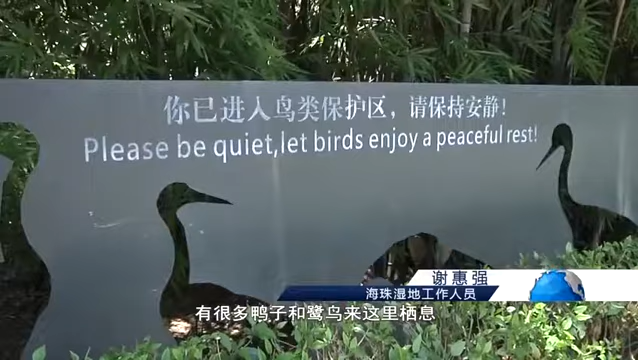 你已进入鸟类保护区，请保持安静！
Please be quiet,let birds enjoy a peaceful rest!
谢惠强
海珠湿地工作人员
有很多鸭子和鹭鸟来这里栖息